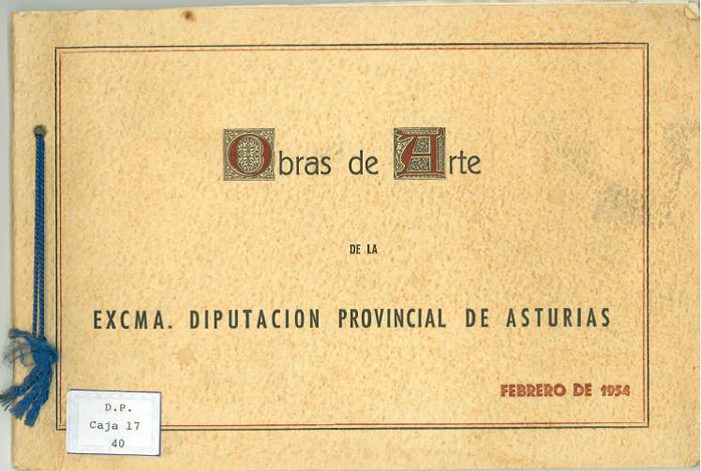 Obras de Arte
DE LA
EXCMA. DIPUTACION PROVINCIAL DE ASTURIAS
FEBRERO DE 1954
D.P.
Caja 17
40